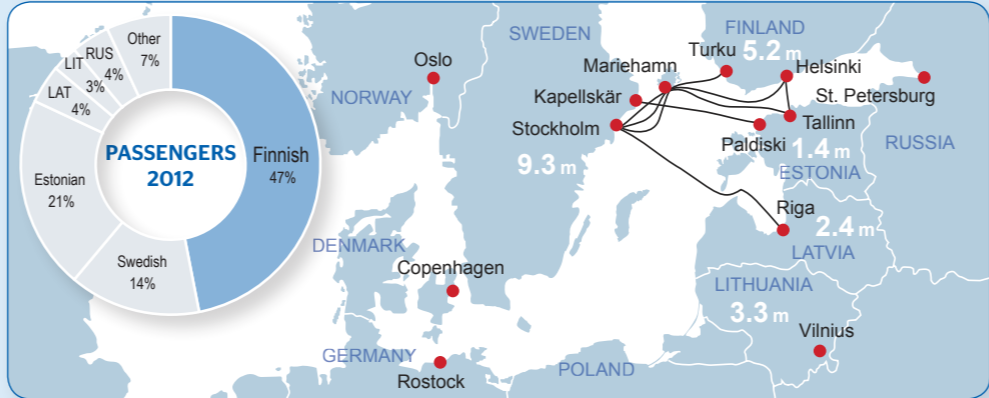 PASSENGERS
2012
Finnish
47%
Swedish
14%
Estonian
21%
LAT
4%
LIT
3%
RUS
4%
Other
7%
NORWAY
Oslo
SWEDEN
FINLAND
5.2 m
Turku
Mariehamn
Helsinki
Kapellskär
St. Petersburg
Stockholm
Tallinn
Paldiski
9.3 m
1.4 m
RUSSIA
ESTONIA
Riga
2.4 m
LATVIA
DENMARK
Copenhagen
LITHUANIA
3.3 m
Vilnius
GERMANY
Rostock
POLAND